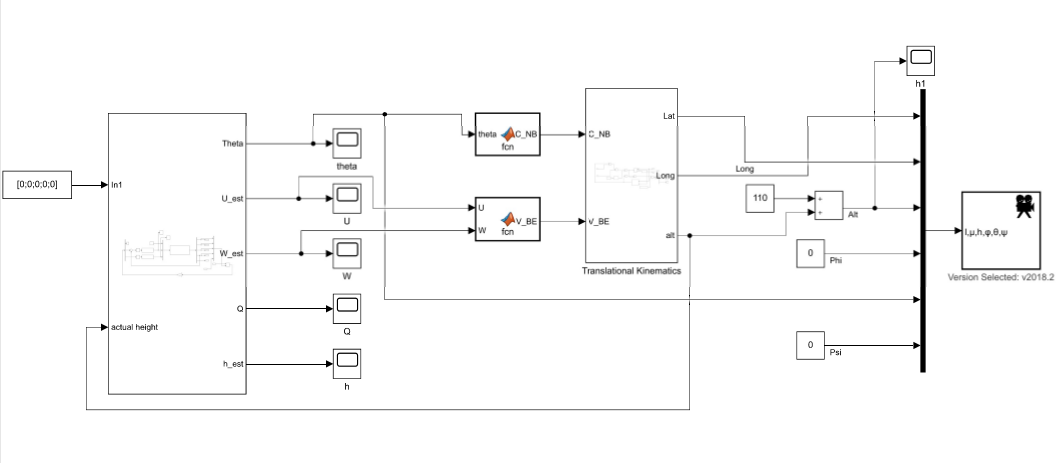 [0;0;0;0;0]
In1
actual height
Theta
U_est
W_est
Q
h_est
theta
U
W
Q
h
theta
C_NB
fcn
U
W
V_BE
fcn
C_NB
V_BE
Lat
Long
alt
Translational Kinematics
Long
110
+
+
Alt
0
Phi
0
Psi
h1
l,μ,h,φ,θ,ψ
Version Selected: v2018.2